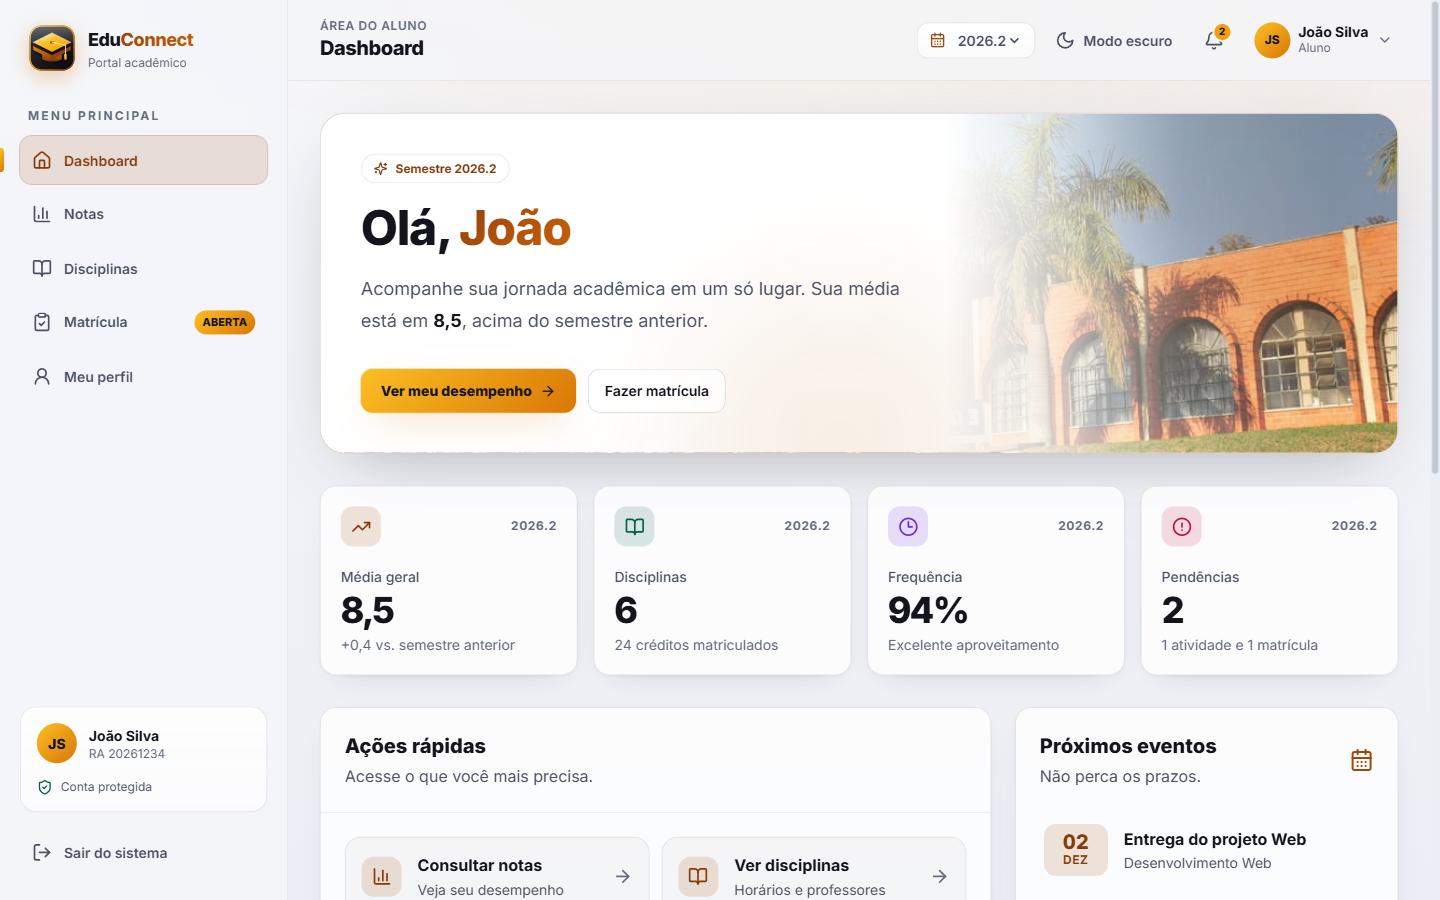 EduConnect
Portal acadêmico
MENU PRINCIPAL
Dashboard
Notas
Disciplinas
Matrícula
ABERTA
Meu perfil
JS
João Silva
RA 20261234
Conta protegida
Sair do sistema
ÁREA DO ALUNO
Dashboard
2026.2
Modo escuro
2
JS
João Silva
Aluno
Semestre 2026.2
Olá, João
Acompanhe sua jornada acadêmica em um só lugar. Sua média
está em 8,5, acima do semestre anterior.
Ver meu desempenho
Fazer matrícula
2026.2
Média geral
8,5
+0,4 vs. semestre anterior
2026.2
Disciplinas
6
24 créditos matriculados
2026.2
Frequência
94%
Excelente aproveitamento
2026.2
Pendências
2
1 atividade e 1 matrícula
Ações rápidas
Acesse o que você mais precisa.
Consultar notas
Veja seu desempenho
Ver disciplinas
Horários e professores
Próximos eventos
Não perca os prazos.
02
DEZ
Entrega do projeto Web
Desenvolvimento Web